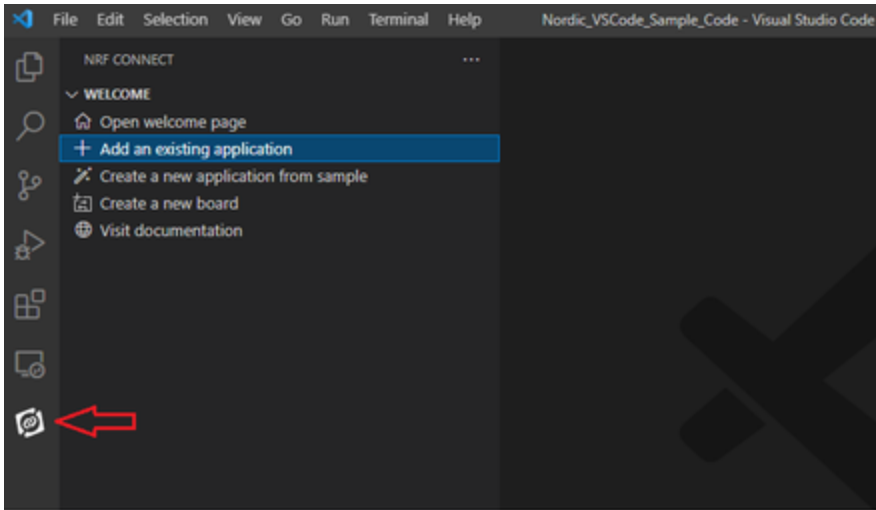 File Edit Selection View Go Run Terminal Help Nordic_VSCode_Sample_Code - Visual Studio Code
NRF CONNECT ...
WELCOME
Open welcome page
Add an existing application
Create a new application from sample
Create a new board
Visit documentation